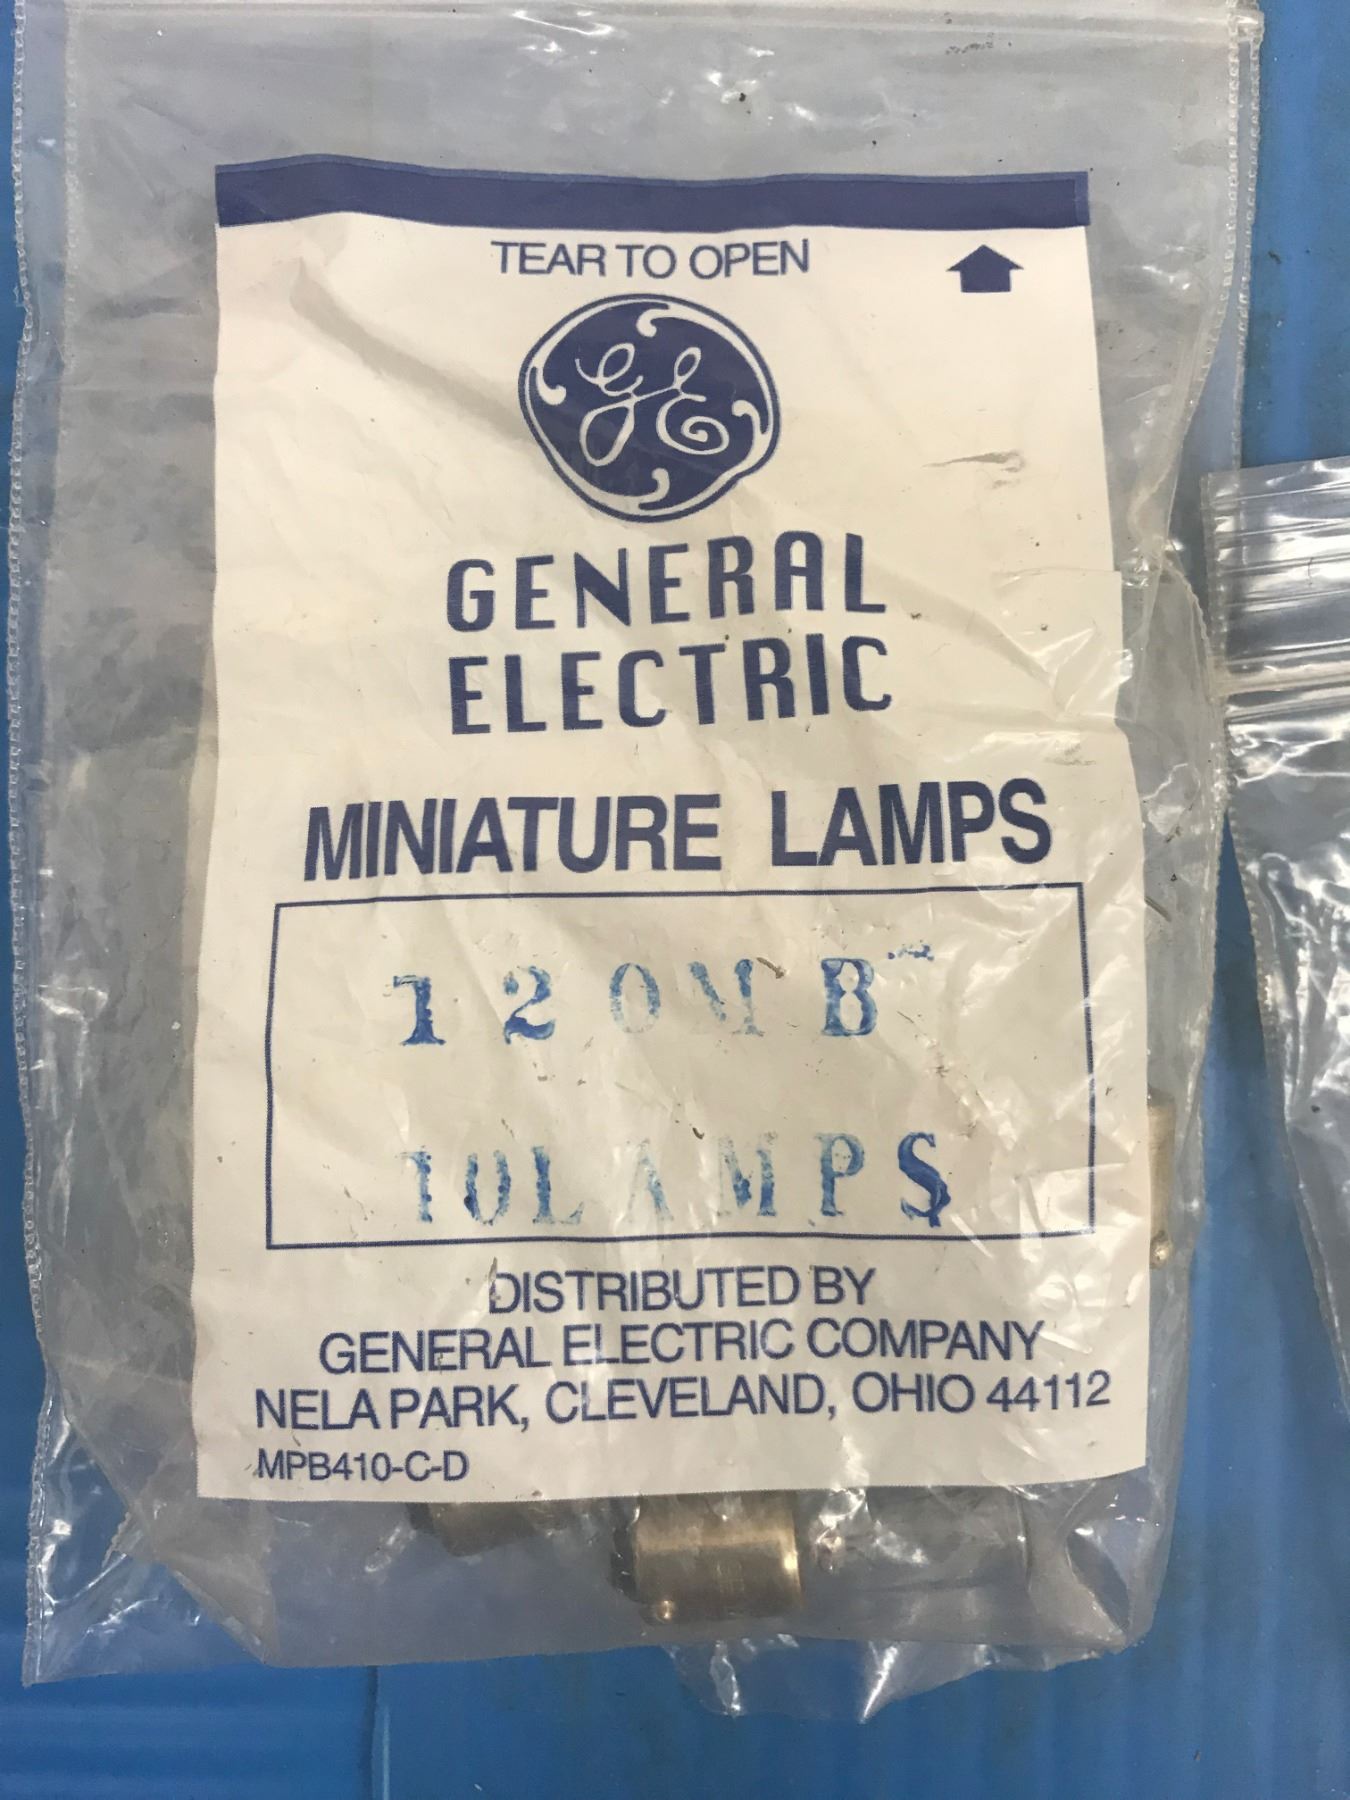 TEAR TO OPEN
GE
GENERAL
ELECTRIC
MINIATURE LAMPS
120MB
10LAMPS
DISTRIBUTED BY
GENERAL ELECTRIC COMPANY
NELA PARK, CLEVELAND, OHIO 44112
MPB410-C-D